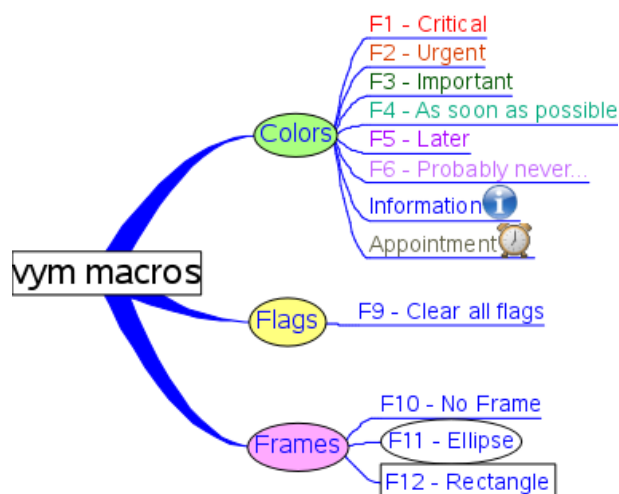 F1 - Critical
F2 - Urgent
F3 - Important
F4 - As soon as possible
Colors
F5 - Later
F6 - Probably never...
Information
Appointment
vym macros
Flags
F9 - Clear all flags
F10 - No Frame
Frames
F11 - Ellipse
F12 - Rectangle